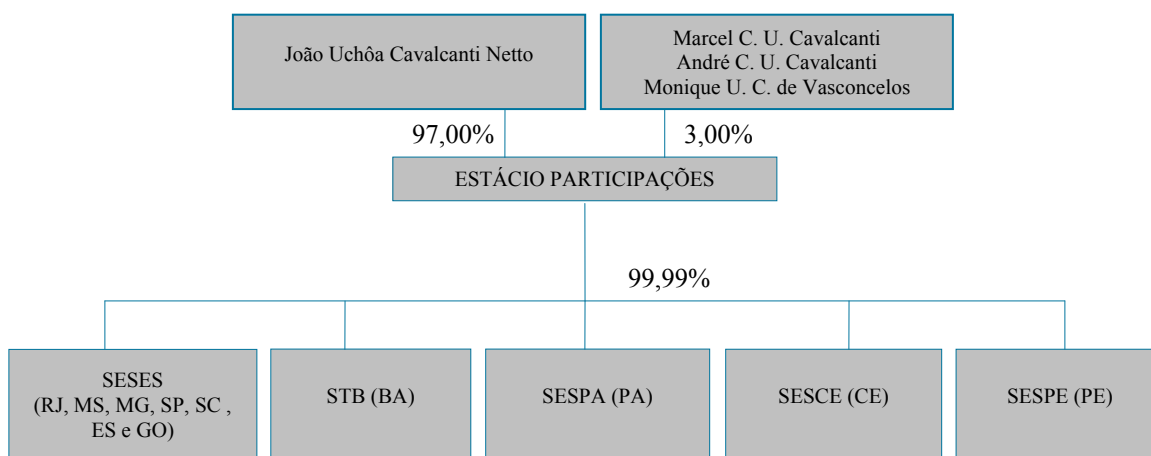 João Uchôa Cavalcanti Netto
Marcel C. U. Cavalcanti
André C. U. Cavalcanti
Monique U. C. de Vasconcelos
97,00%
3,00%
ESTÁCIO PARTICIPAÇÕES
99,99%
SESES
(RJ, MS, MG, SP, SC ,
ES e GO)
STB (BA)
SESPA (PA)
SESCE (CE)
SESPE (PE)